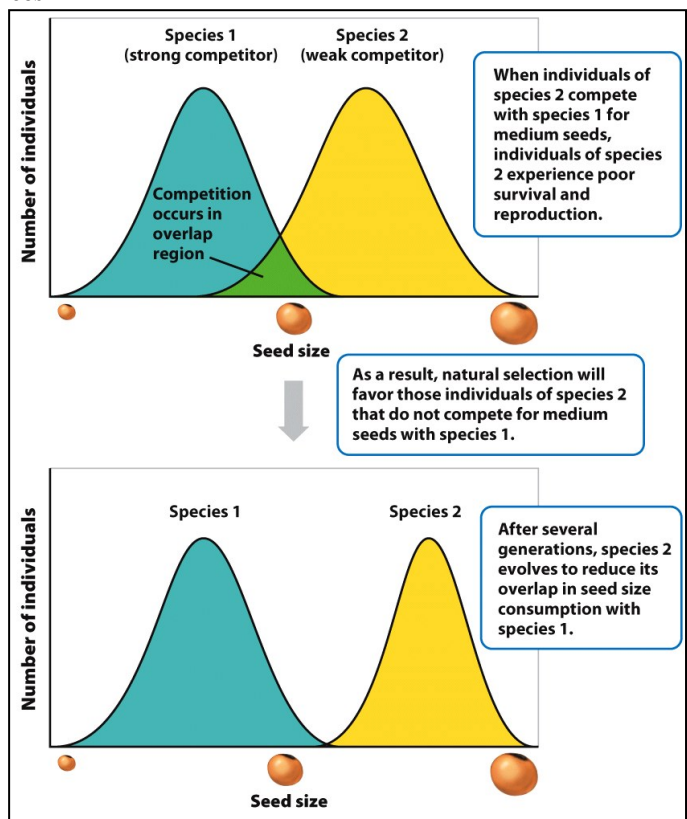 Species 1
(strong competitor)
Species 2
(weak competitor)
When individuals of
species 2 compete
with species 1 for
medium seeds,
individuals of species
2 experience poor
survival and
reproduction.
Number of individuals
Competition
occurs in
overlap
region
Seed size
As a result, natural selection will
favor those individuals of species 2
that do not compete for medium
seeds with species 1.
Species 1
Species 2
After several
generations, species 2
evolves to reduce its
overlap in seed size
consumption with
species 1.
Number of individuals
Seed size